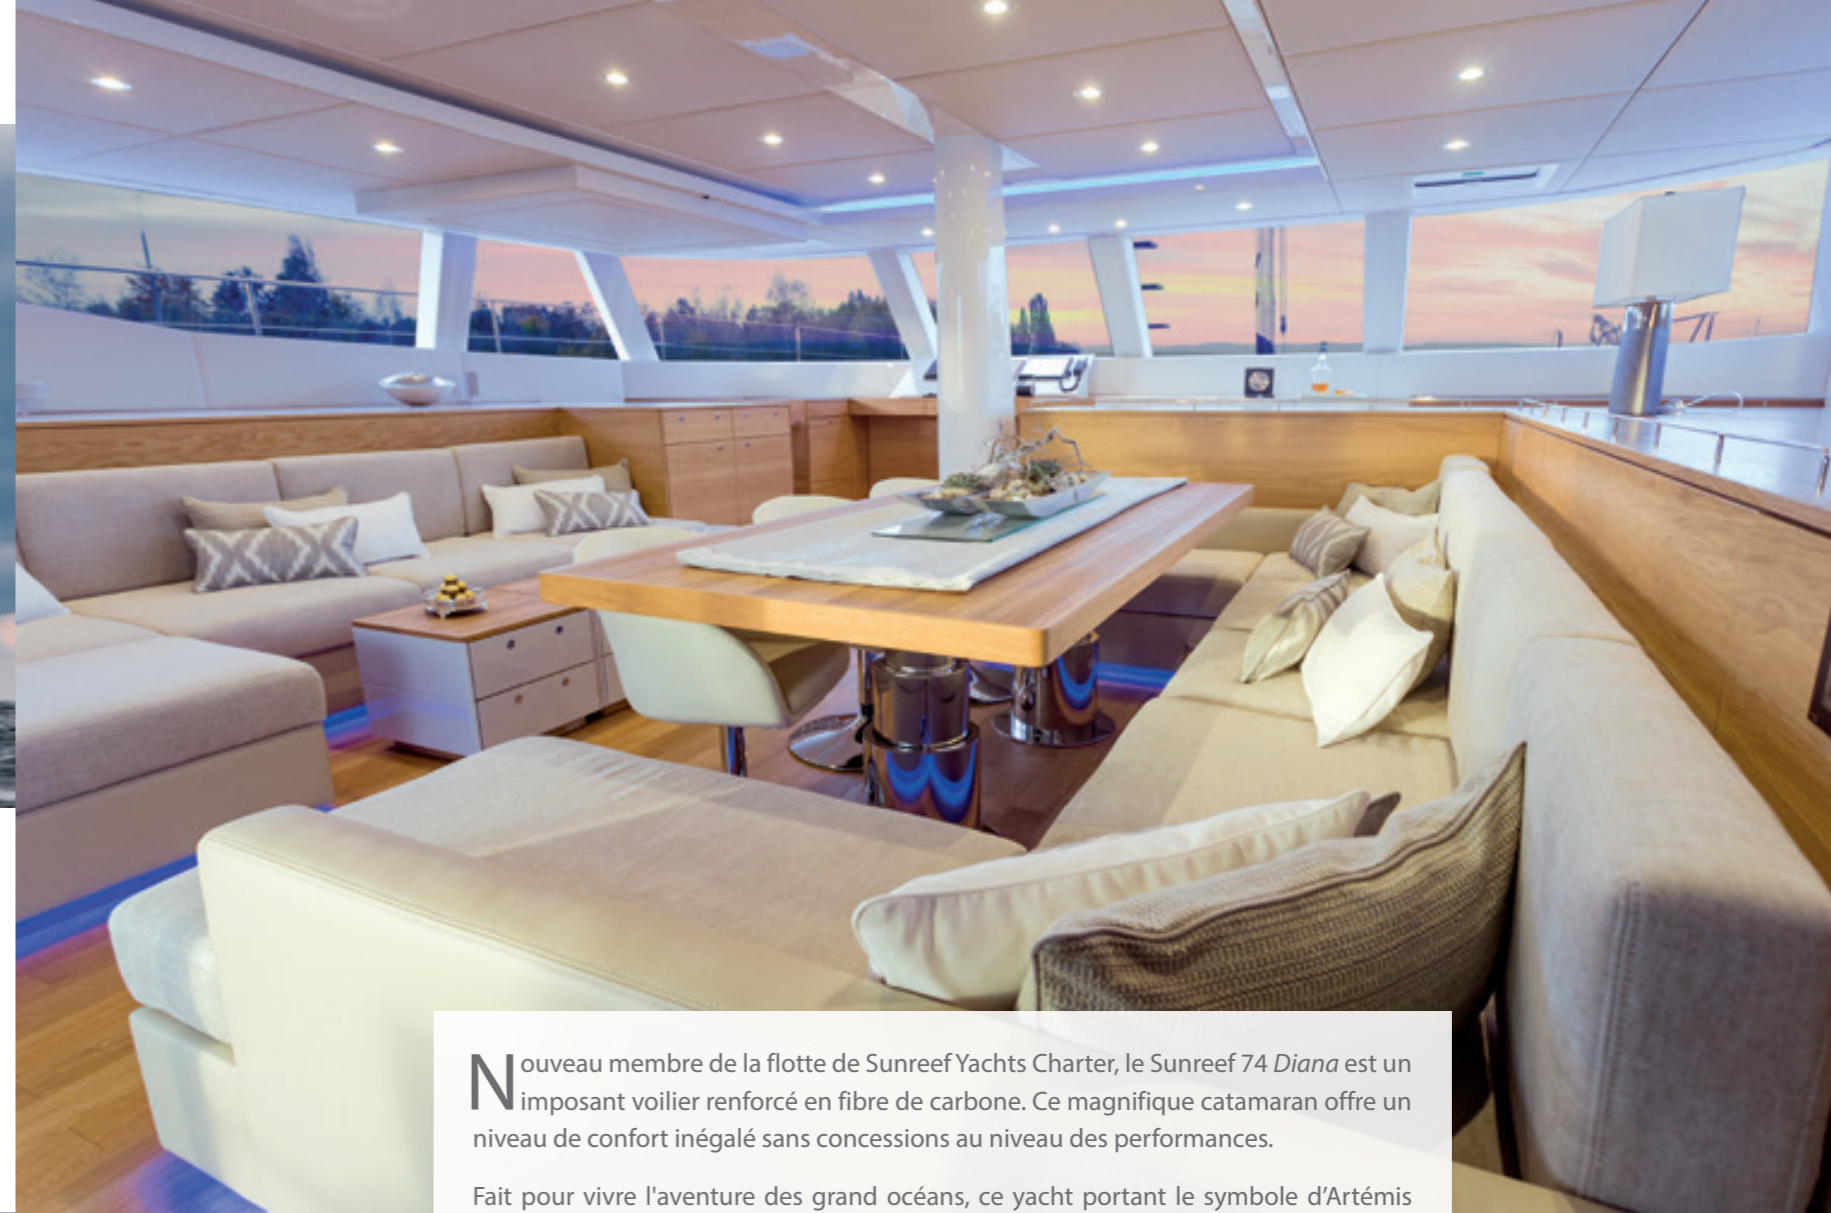 Nouveau membre de la flotte de Sunreef Yachts Charter, le Sunreef 74 Diana est un
imposant voilier renforcé en fibre de carbone. Ce magnifique catamaran offre un
niveau de confort inégalé sans concessions au niveau des performances.
Fait pour vivre l'aventure des grand océans, ce yacht portant le symbole d’Artémis